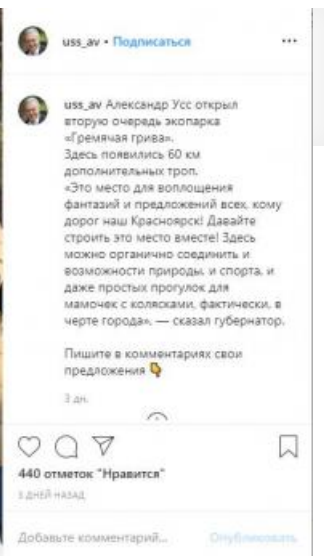 uss_av • Подписаться
uss_av Александр Усс открыл
вторую очередь экопарка
«Гремячая грива».
Здесь появились 60 км
дополнительных троп.
«Это место для воплощения
фантазий и предложений всех, кому
дорог наш Красноярск! Давайте
строить это место вместе! Здесь
можно органично соединить и
возможности природы, и спорта, и
даже простых прогулок для
мамочек с колясками, фактически, в
черте города», — сказал губернатор.
Пишите в комментариях свои
предложения 👇
3 дн.
440 отметок "Нравится"
3 ДНЕЙ НАЗАД
Добавьте комментарий... Опубликовать